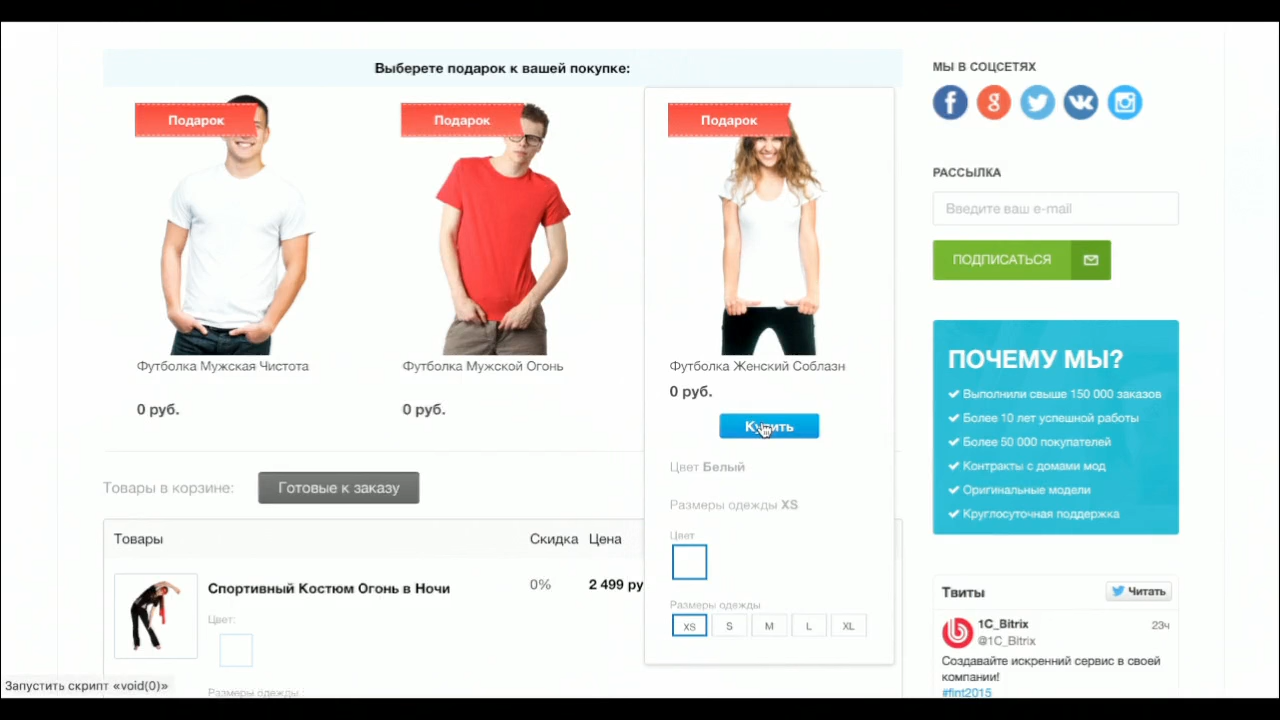 Выберете подарок к вашей покупке:
Подарок
Подарок
Подарок
Футболка Мужская Чистота
Футболка Мужской Огонь
Футболка Женский Соблазн
0 руб.
0 руб.
0 руб.
Купить
Цвет Белый
Размеры одежды XS
Цвет
Размеры одежды
XS S M L XL
Товары в корзине:
Готовые к заказу
Товары
Скидка
Цена
Спортивный Костюм Огонь в Ночи
0%
2 499 ру
Цвет:
Размеры одежды :
Запустить скрипт «void(0)»
МЫ В СОЦСЕТЯХ
РАССЫЛКА
Введите ваш e-mail
ПОДПИСАТЬСЯ
ПОЧЕМУ МЫ?
Выполнили свыше 150 000 заказов
Более 10 лет успешной работы
Более 50 000 покупателей
Контракты с домами мод
Оригинальные модели
Круглосуточная поддержка
Твиты
Читать
1C_Bitrix
23ч
@1C_Bitrix
Создавайте искренний сервис в своей
компании!
#fint2015